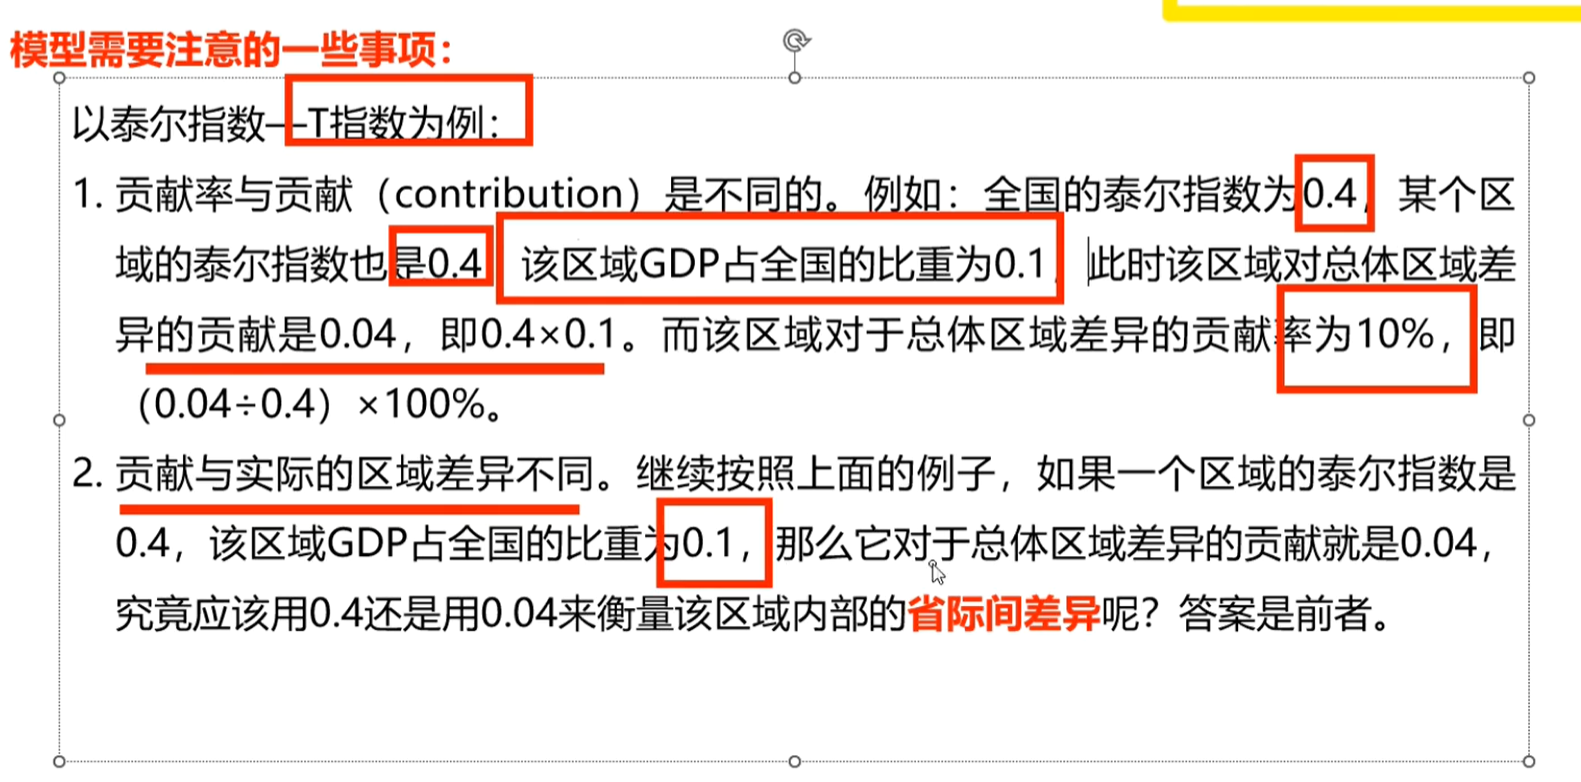 模型需要注意的一些事项：
以泰尔指数—T指数为例：
1. 贡献率与贡献（contribution）是不同的。例如：全国的泰尔指数为0.4，某个区
域的泰尔指数也是0.4 该区域GDP占全国的比重为0.1，此时该区域对总体区域差
异的贡献是0.04，即0.4×0.1。而该区域对于总体区域差异的贡献率为10%，即
（0.04÷0.4）×100%。
2. 贡献与实际的区域差异不同。继续按照上面的例子，如果一个区域的泰尔指数是
0.4，该区域GDP占全国的比重为0.1，那么它对于总体区域差异的贡献就是0.04，
究竟应该用0.4还是用0.04来衡量该区域内部的省际间差异呢？答案是前者。